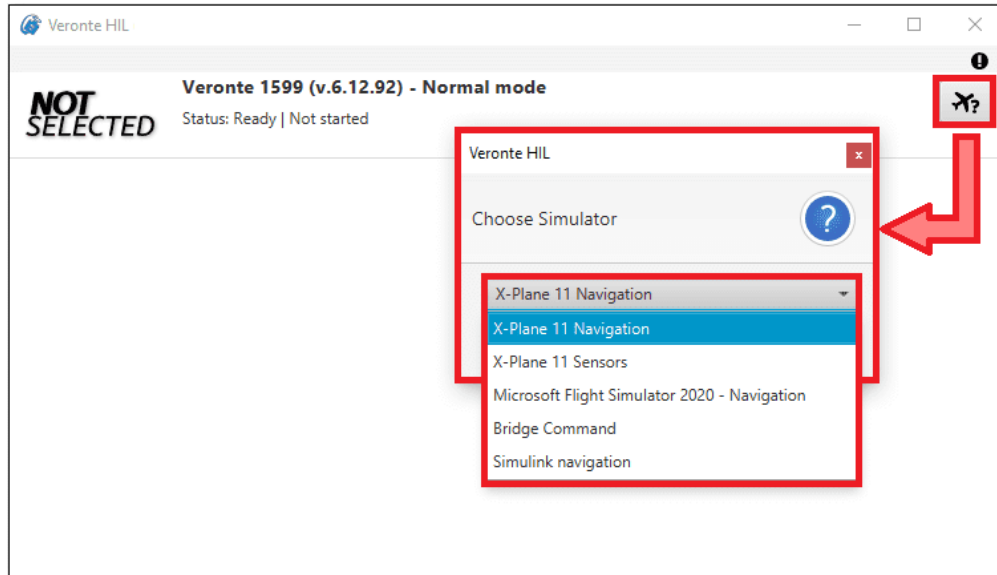 Veronte HIL
NOT
SELECTED
Veronte 1599 (v.6.12.92) - Normal mode
Status: Ready | Not started
?
Veronte HIL
x
Choose Simulator
?
X-Plane 11 Navigation
X-Plane 11 Navigation
X-Plane 11 Sensors
Microsoft Flight Simulator 2020 - Navigation
Bridge Command
Simulink navigation